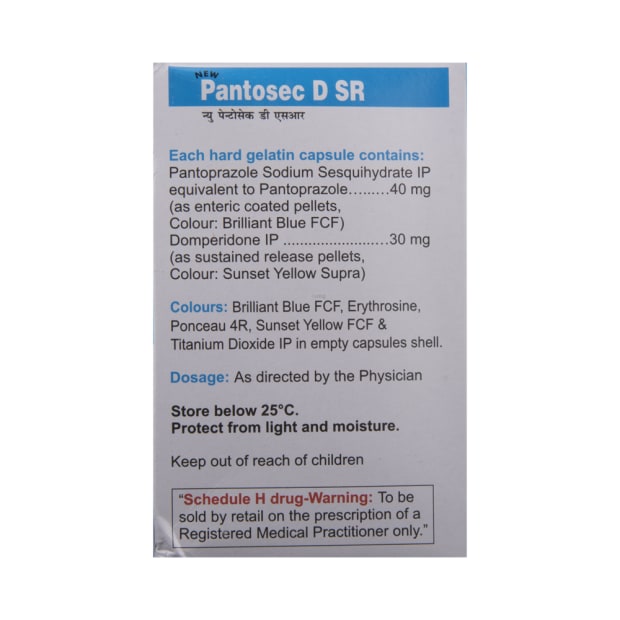 NEW
Pantosec D SR
न्यु पेन्टोसेक डी एसआर
Each hard gelatin capsule contains:
Pantoprazole Sodium Sesquihydrate IP
equivalent to Pantoprazole.........40 mg
(as enteric coated pellets,
Colour: Brilliant Blue FCF)
Domperidone IP .........................30 mg
(as sustained release pellets,
Colour: Sunset Yellow Supra)
Colours: Brilliant Blue FCF, Erythrosine,
Ponceau 4R, Sunset Yellow FCF &
Titanium Dioxide IP in empty capsules shell.
Dosage: As directed by the Physician
Store below 25°C.
Protect from light and moisture.
Keep out of reach of children
“Schedule H drug-Warning: To be
sold by retail on the prescription of a
Registered Medical Practitioner only.”